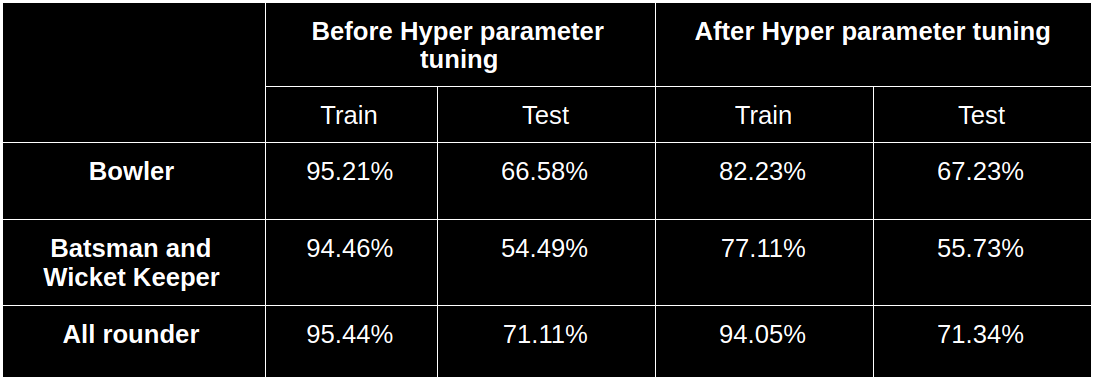 Before Hyper parameter
tuning
After Hyper parameter tuning
Train
Test
Train
Test
Bowler
95.21%
66.58%
82.23%
67.23%
Batsman and
Wicket Keeper
94.46%
54.49%
77.11%
55.73%
All rounder
95.44%
71.11%
94.05%
71.34%